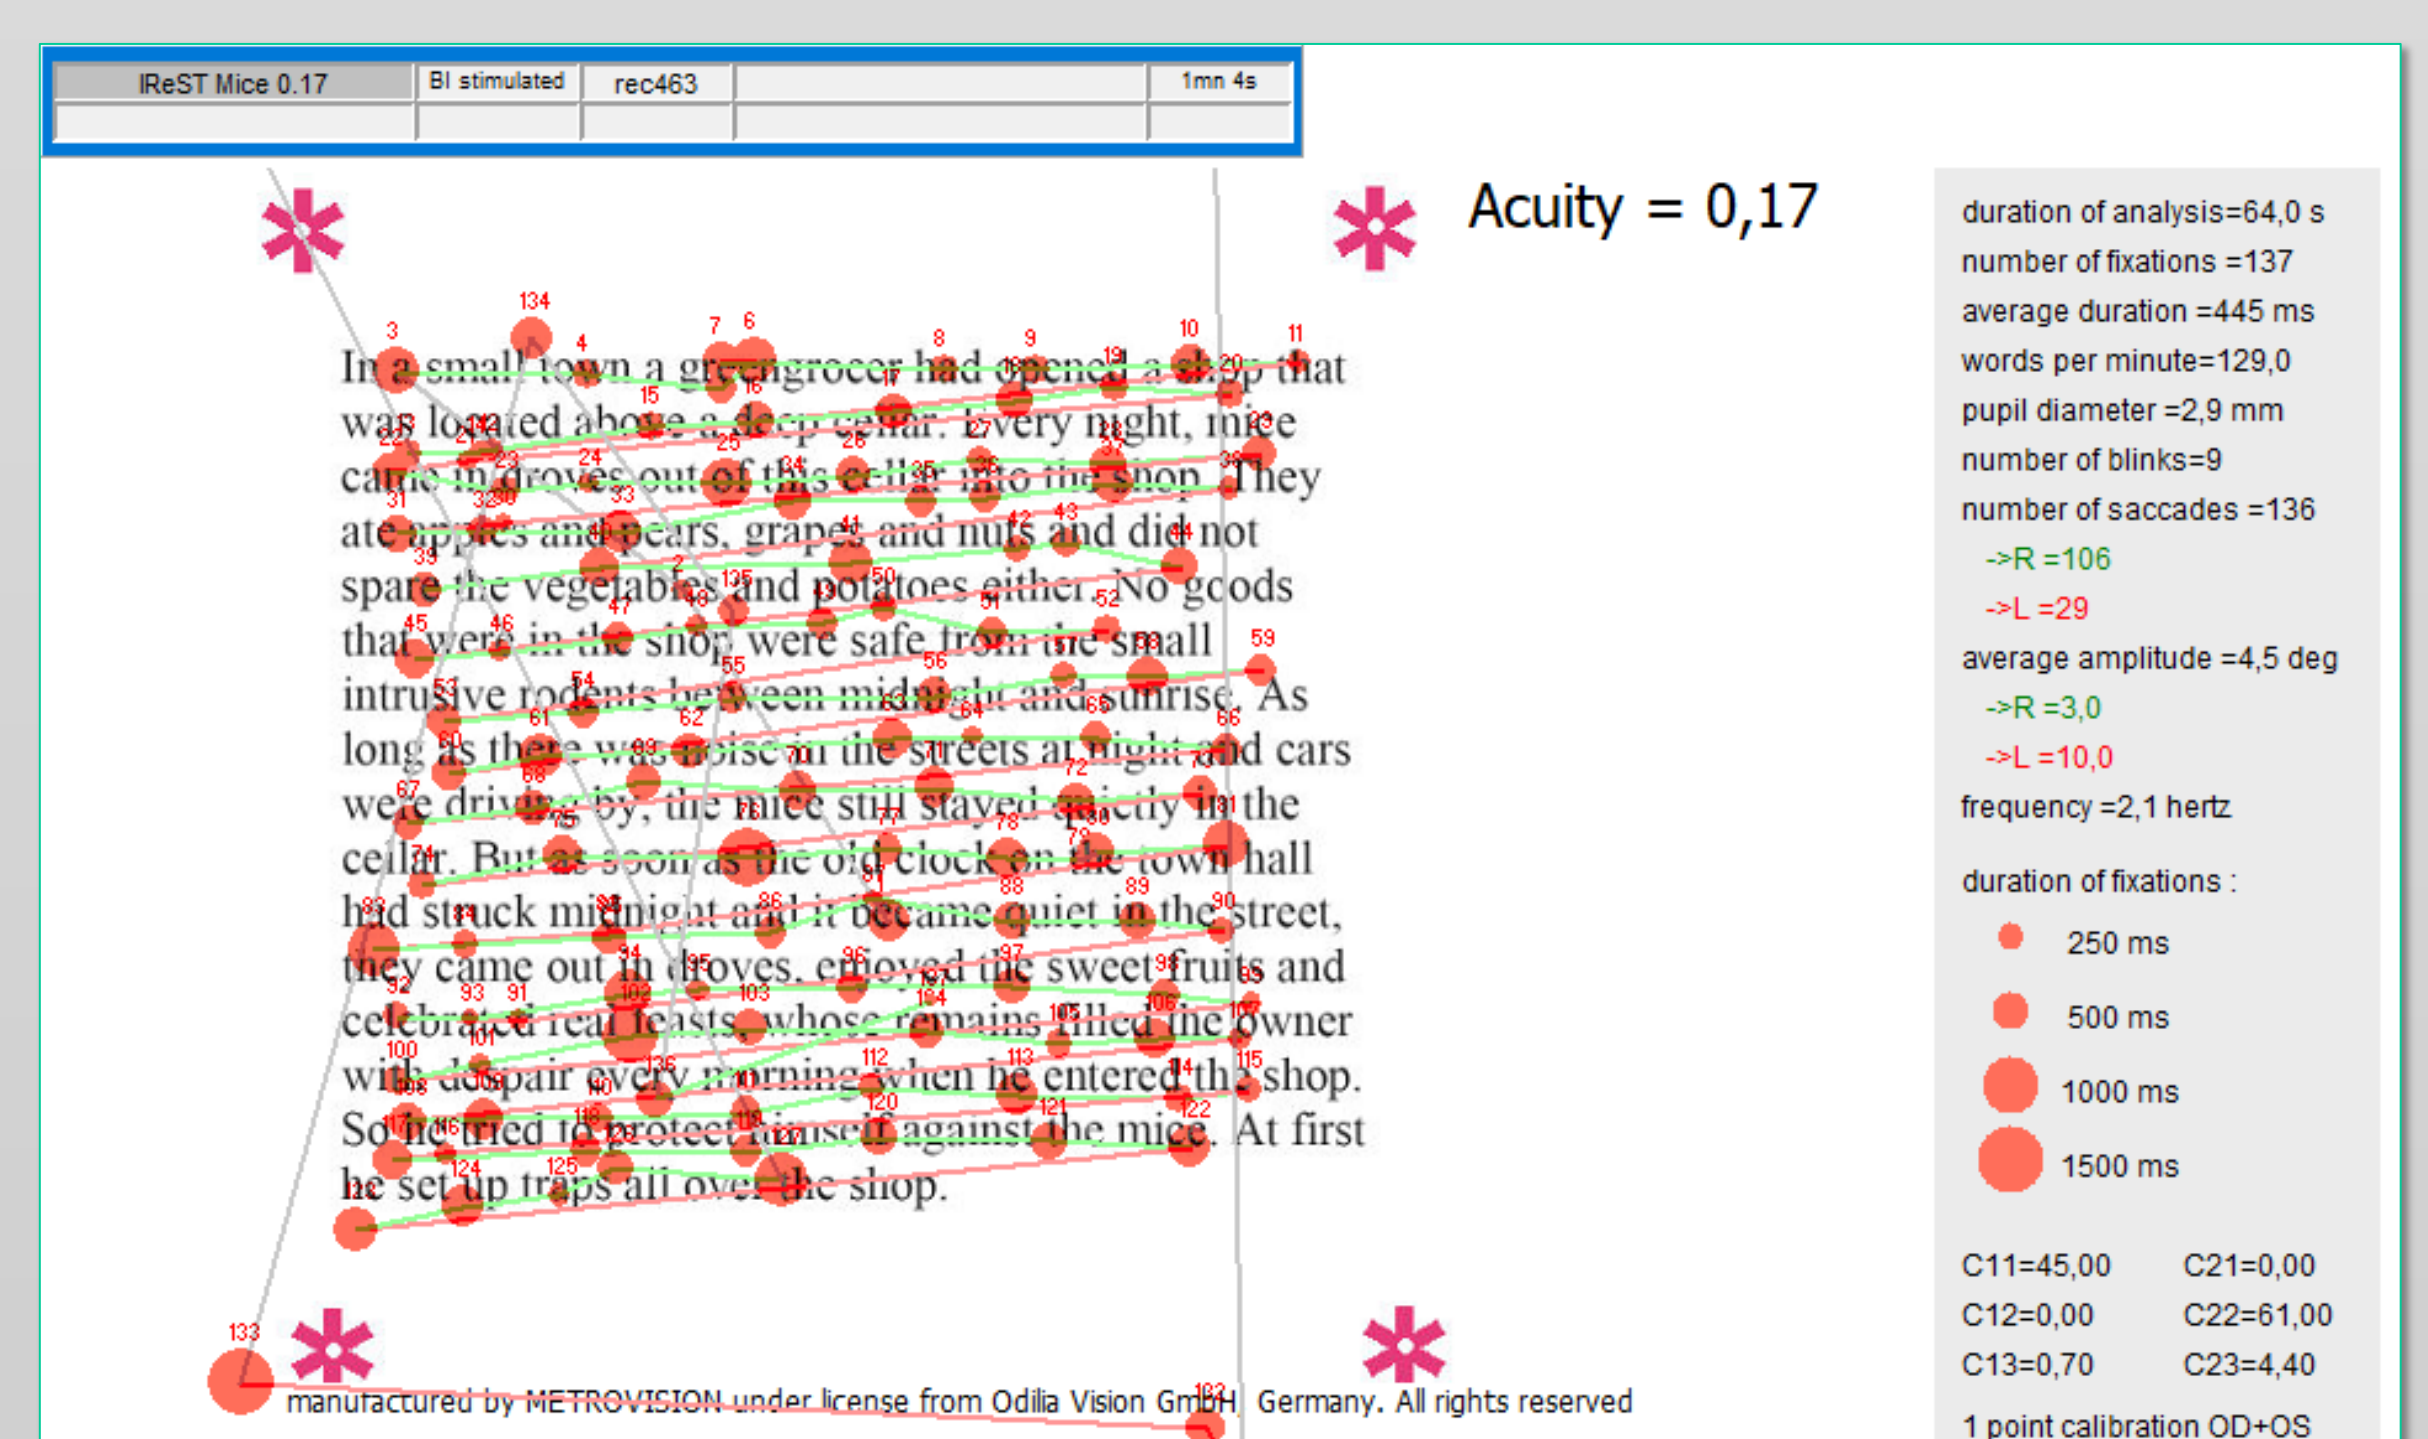 IReST Mice 0.17
BI stimulated
rec463
1mn 4s
Acuity = 0,17
In a small town a greengrocer had opened a shop that
was located above a deep cellar. Every night, mice
came in droves out of this cellar into the shop. They
ate apples and pears, grapes and nuts and did not
spare the vegetables and potatoes either. No goods
that were in the shop were safe from the small
intrusive rodents between midnight and sunrise. As
long as there was noise in the streets at night and cars
were driving by, the mice still stayed quietly in the
cellar. But as soon as the old clock on the town hall
had struck midnight and it became quiet in the street,
they came out in droves, enjoyed the sweet fruits and
celebrated real feasts, whose remains filled the owner
with despair every morning when he entered the shop.
So he tried to protect himself against the mice. At first
he set up traps all over the shop.
manufactured by METROVISION under license from Odilia Vision GmbH, Germany. All rights reserved
duration of analysis=64,0 s
number of fixations =137
average duration =445 ms
words per minute=129,0
pupil diameter =2,9 mm
number of blinks=9
number of saccades =136
->R =106
->L =29
average amplitude =4,5 deg
->R =3,0
->L =10,0
frequency =2,1 hertz
duration of fixations :
250 ms
500 ms
1000 ms
1500 ms
C11=45,00 C21=0,00
C12=0,00 C22=61,00
C13=0,70 C23=4,40
1 point calibration OD+OS